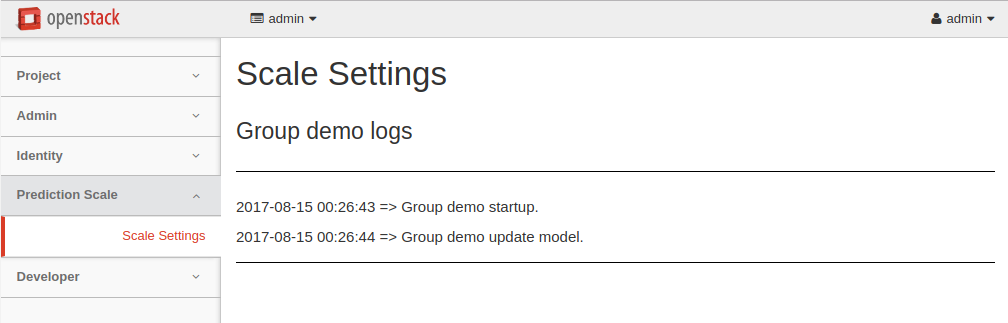 openstack
admin
admin
Project
Admin
Identity
Prediction Scale
Scale Settings
Developer
Scale Settings
Group demo logs
2017-08-15 00:26:43 => Group demo startup.
2017-08-15 00:26:44 => Group demo update model.